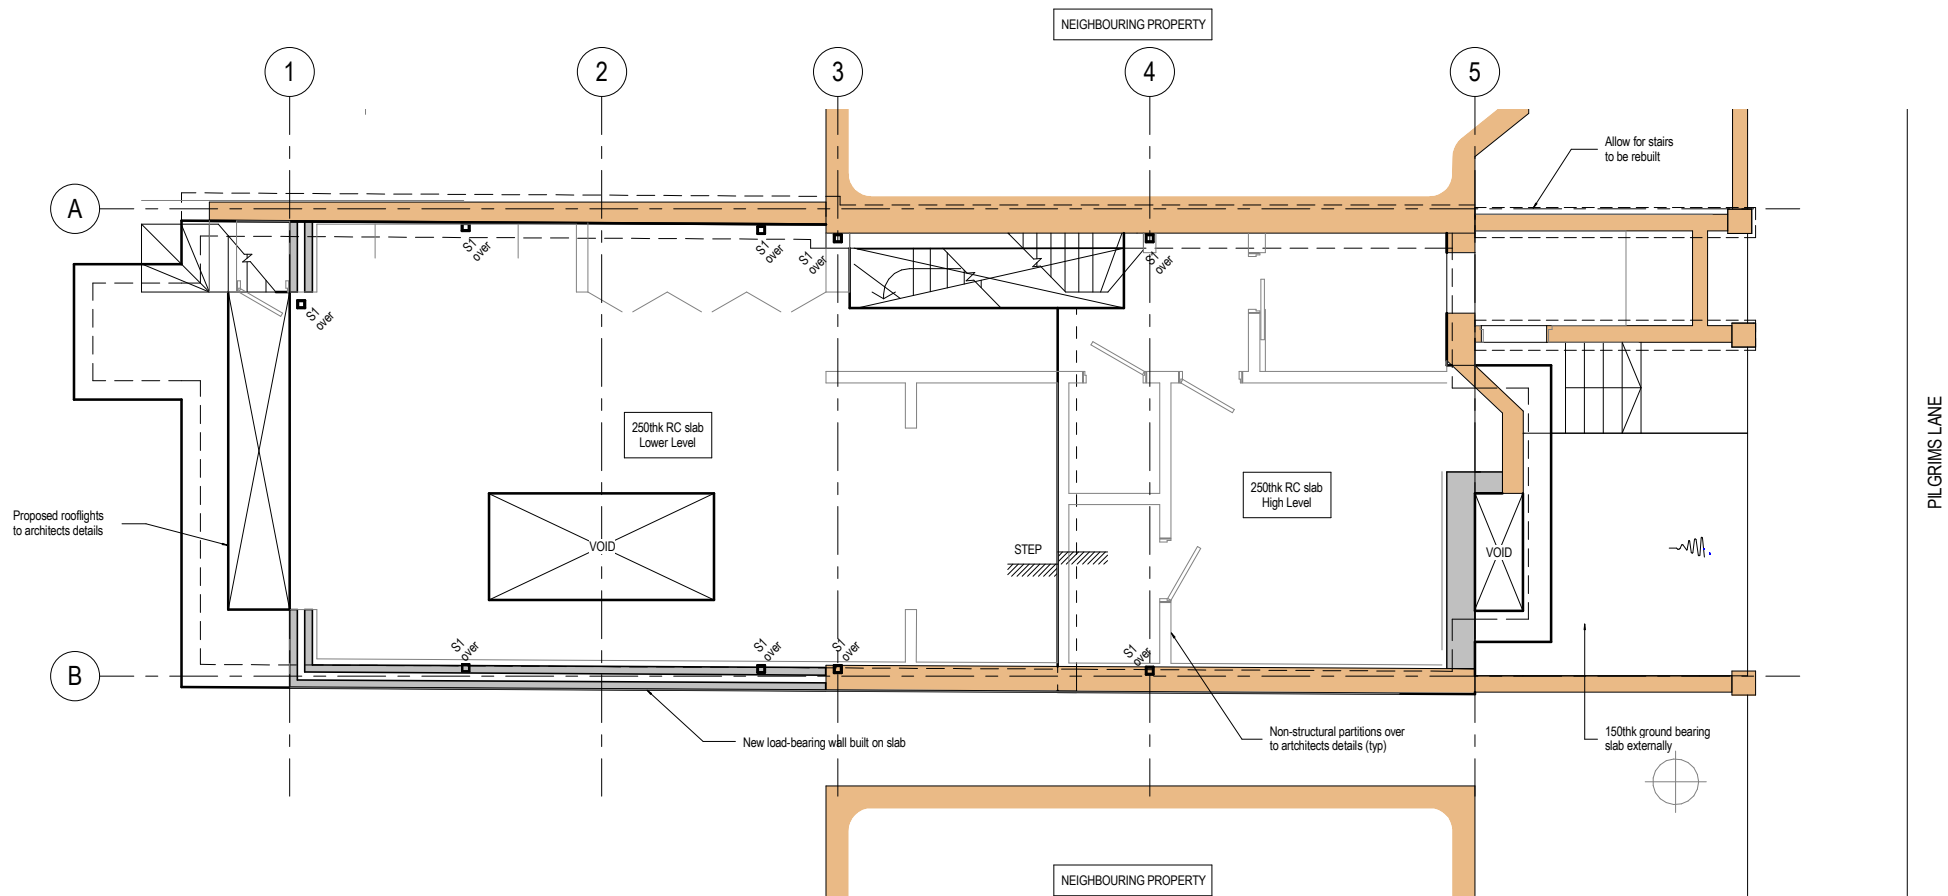 NEIGHBOURING PROPERTY
1
2
3
4
5
Allow for stairs
to be rebuilt
A
S1
over
S1
over
S1
over
S1
over
S1
over
PILGRIMS LANE
250thk RC slab
Lower Level
250thk RC slab
High Level
Proposed rooflights
to architects details
VOID
STEP
VOID
S1
over
S1
over
S1
over
S1
over
B
New load-bearing wall built on slab
Non-structural partitions over
to artchitects details (typ)
150thk ground bearing
slab externally
NEIGHBOURING PROPERTY